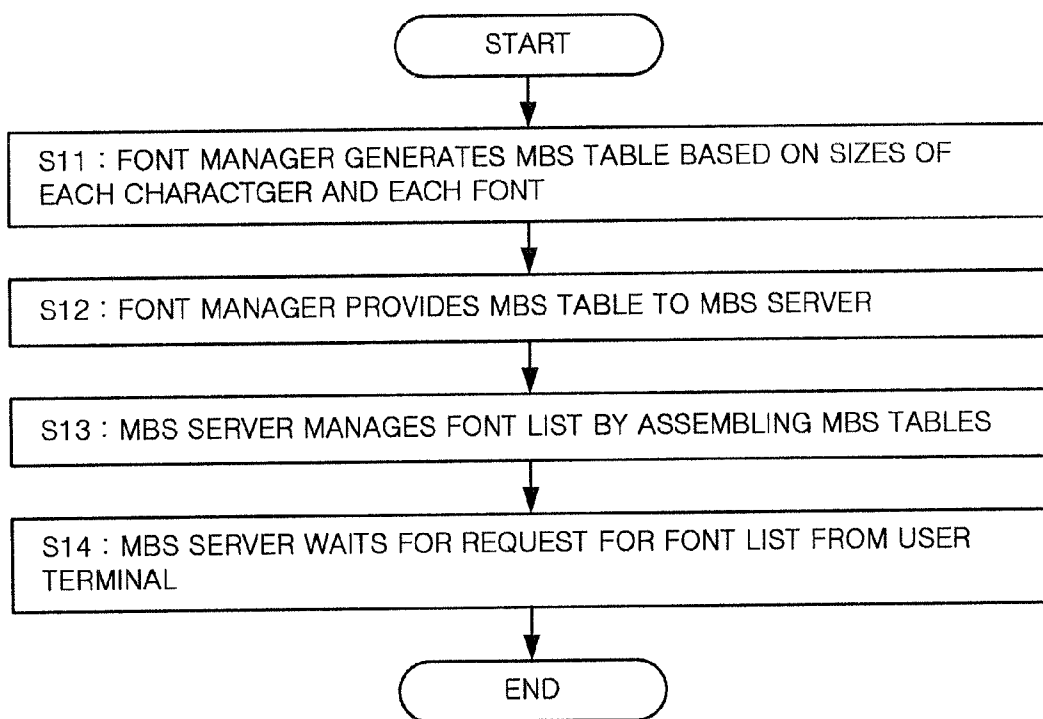 START
S11 : FONT MANAGER GENERATES MBS TABLE BASED ON SIZES OF
EACH CHARACTGER AND EACH FONT
S12 : FONT MANAGER PROVIDES MBS TABLE TO MBS SERVER
S13 : MBS SERVER MANAGES FONT LIST BY ASSEMBLING MBS TABLES
S14 : MBS SERVER WAITS FOR REQUEST FOR FONT LIST FROM USER
TERMINAL
END